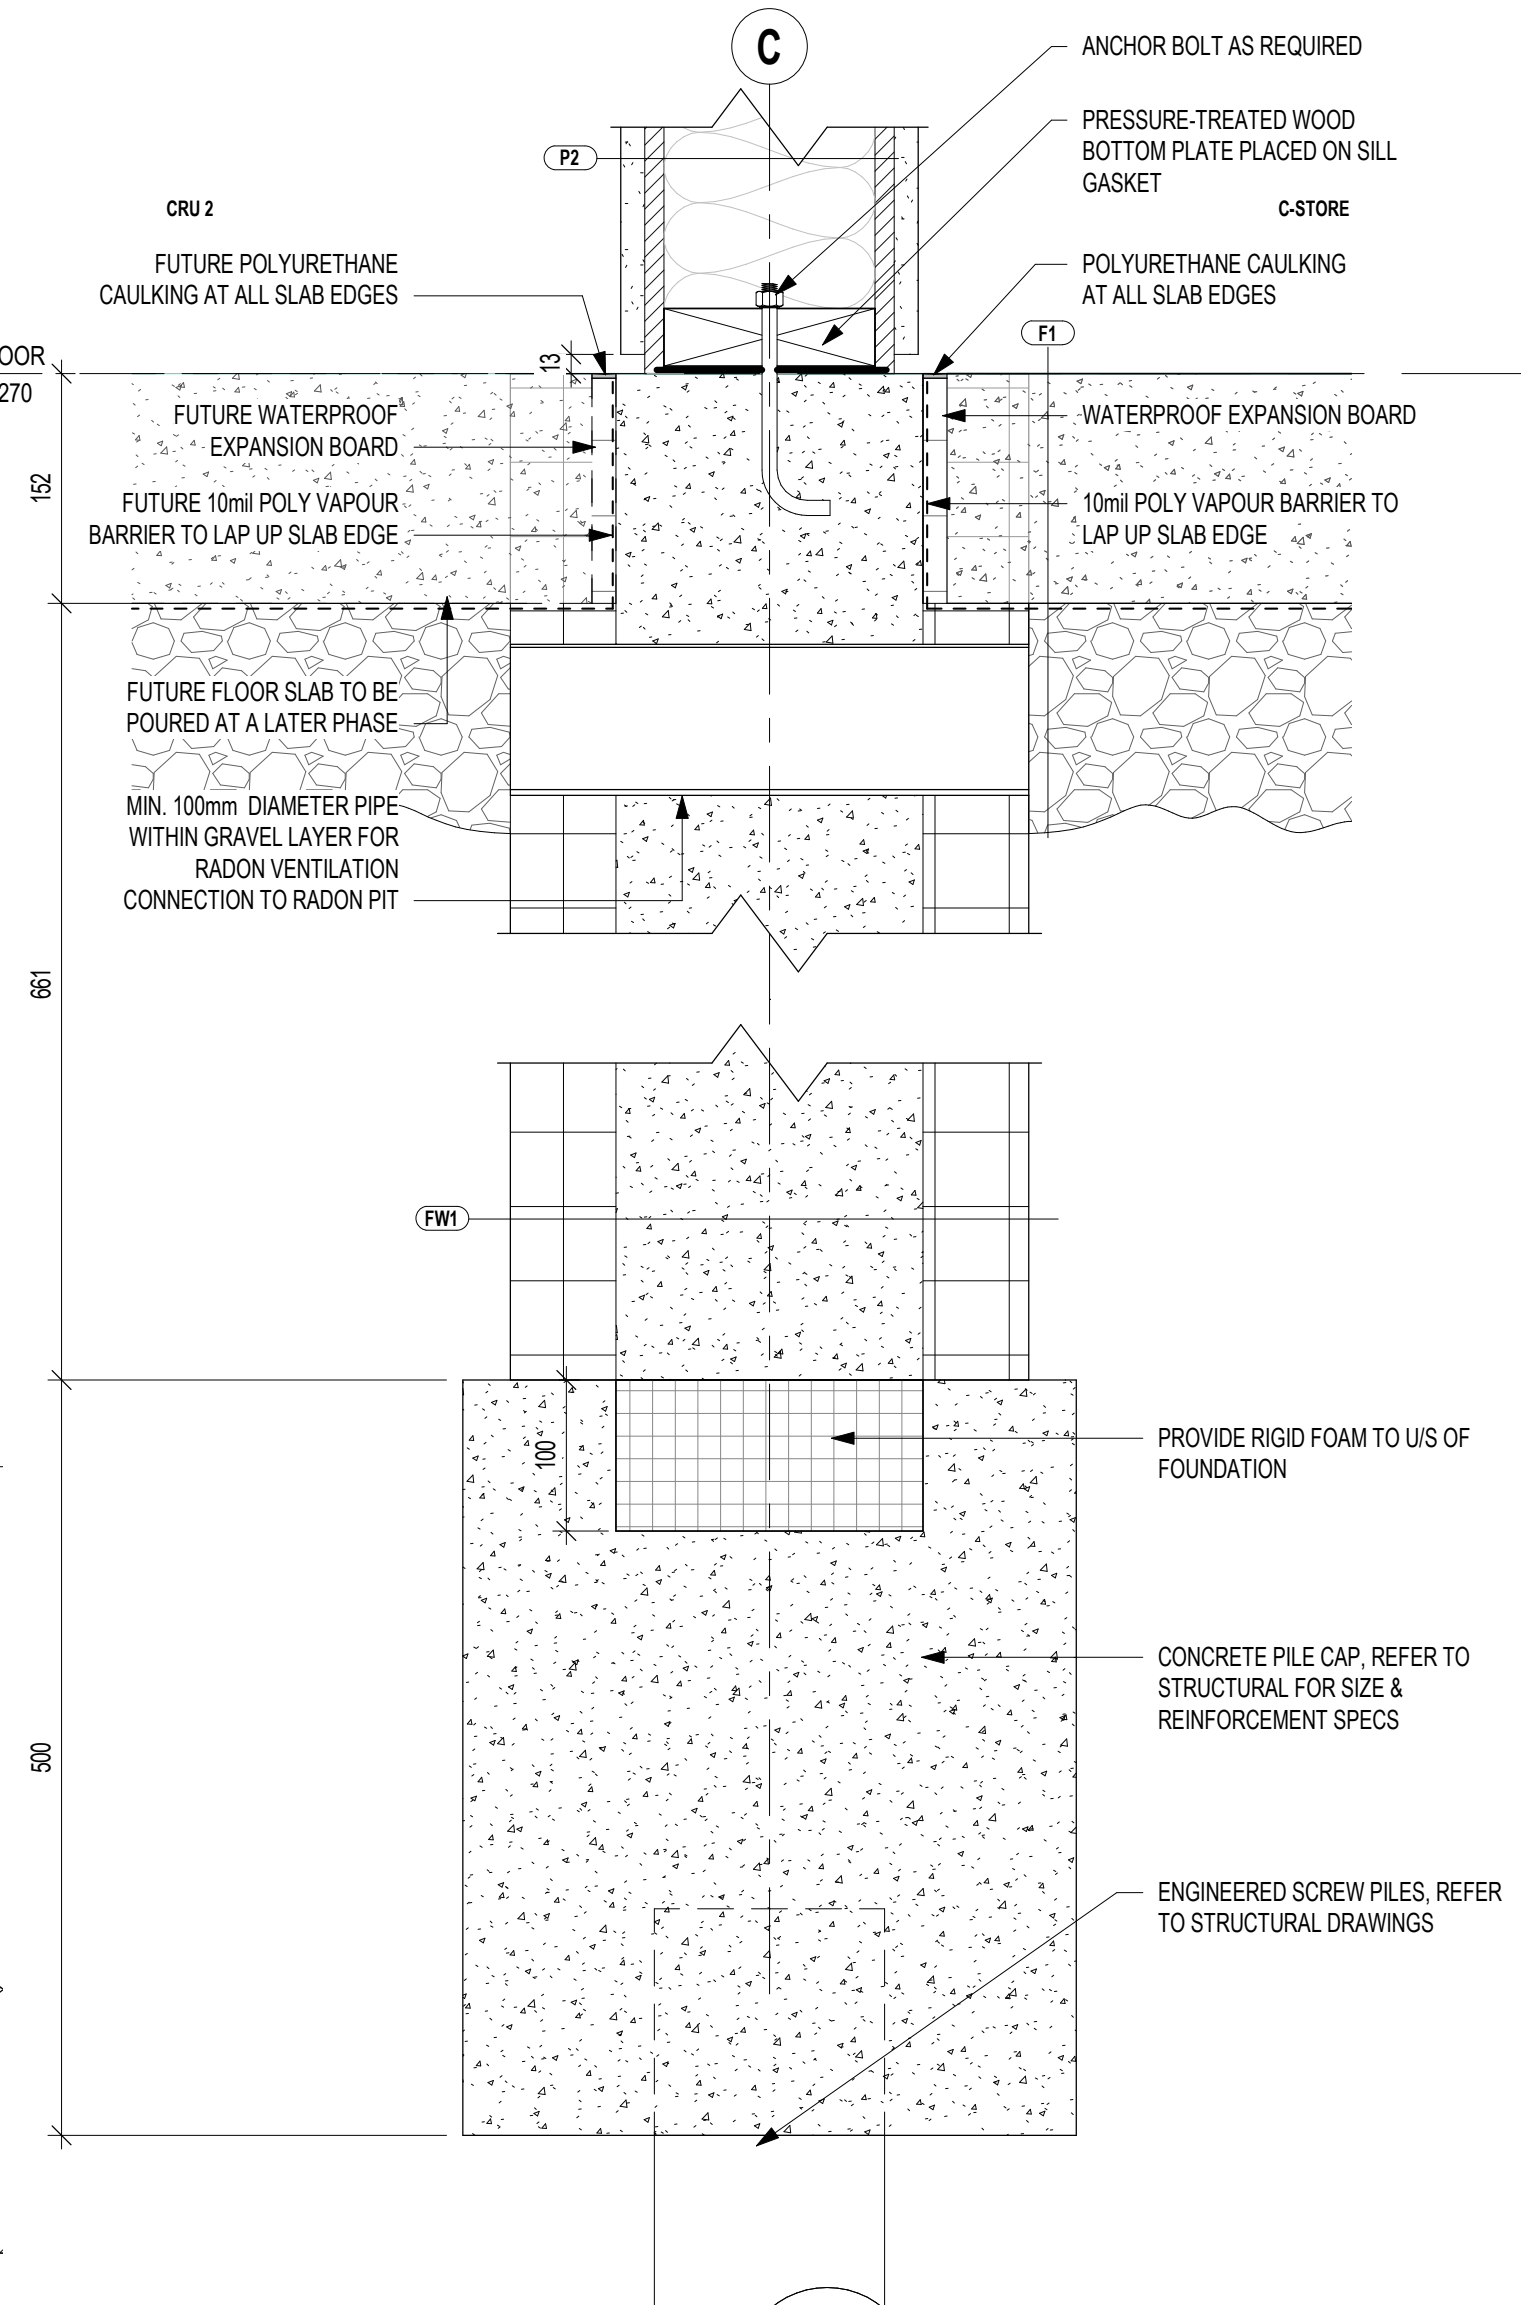 C
ANCHOR BOLT AS REQUIRED
PRESSURE-TREATED WOOD
BOTTOM PLATE PLACED ON SILL
GASKET
P2
CRU 2
C-STORE
FUTURE POLYURETHANE
CAULKING AT ALL SLAB EDGES
POLYURETHANE CAULKING
AT ALL SLAB EDGES
F1
OOR
270
13
FUTURE WATERPROOF
EXPANSION BOARD
WATERPROOF EXPANSION BOARD
152
FUTURE 10mil POLY VAPOUR
BARRIER TO LAP UP SLAB EDGE
10mil POLY VAPOUR BARRIER TO
LAP UP SLAB EDGE
FUTURE FLOOR SLAB TO BE
POURED AT A LATER PHASE
MIN. 100mm DIAMETER PIPE
WITHIN GRAVEL LAYER FOR
RADON VENTILATION
CONNECTION TO RADON PIT
661
FW1
100
PROVIDE RIGID FOAM TO U/S OF
FOUNDATION
CONCRETE PILE CAP, REFER TO
STRUCTURAL FOR SIZE &
REINFORCEMENT SPECS
500
ENGINEERED SCREW PILES, REFER
TO STRUCTURAL DRAWINGS